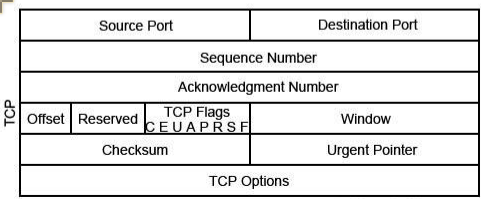 Source Port
Destination Port
Sequence Number
Acknowledgment Number
TCP
Offset
Reserved
TCP Flags
C E U A P R S F
Window
Checksum
Urgent Pointer
TCP Options